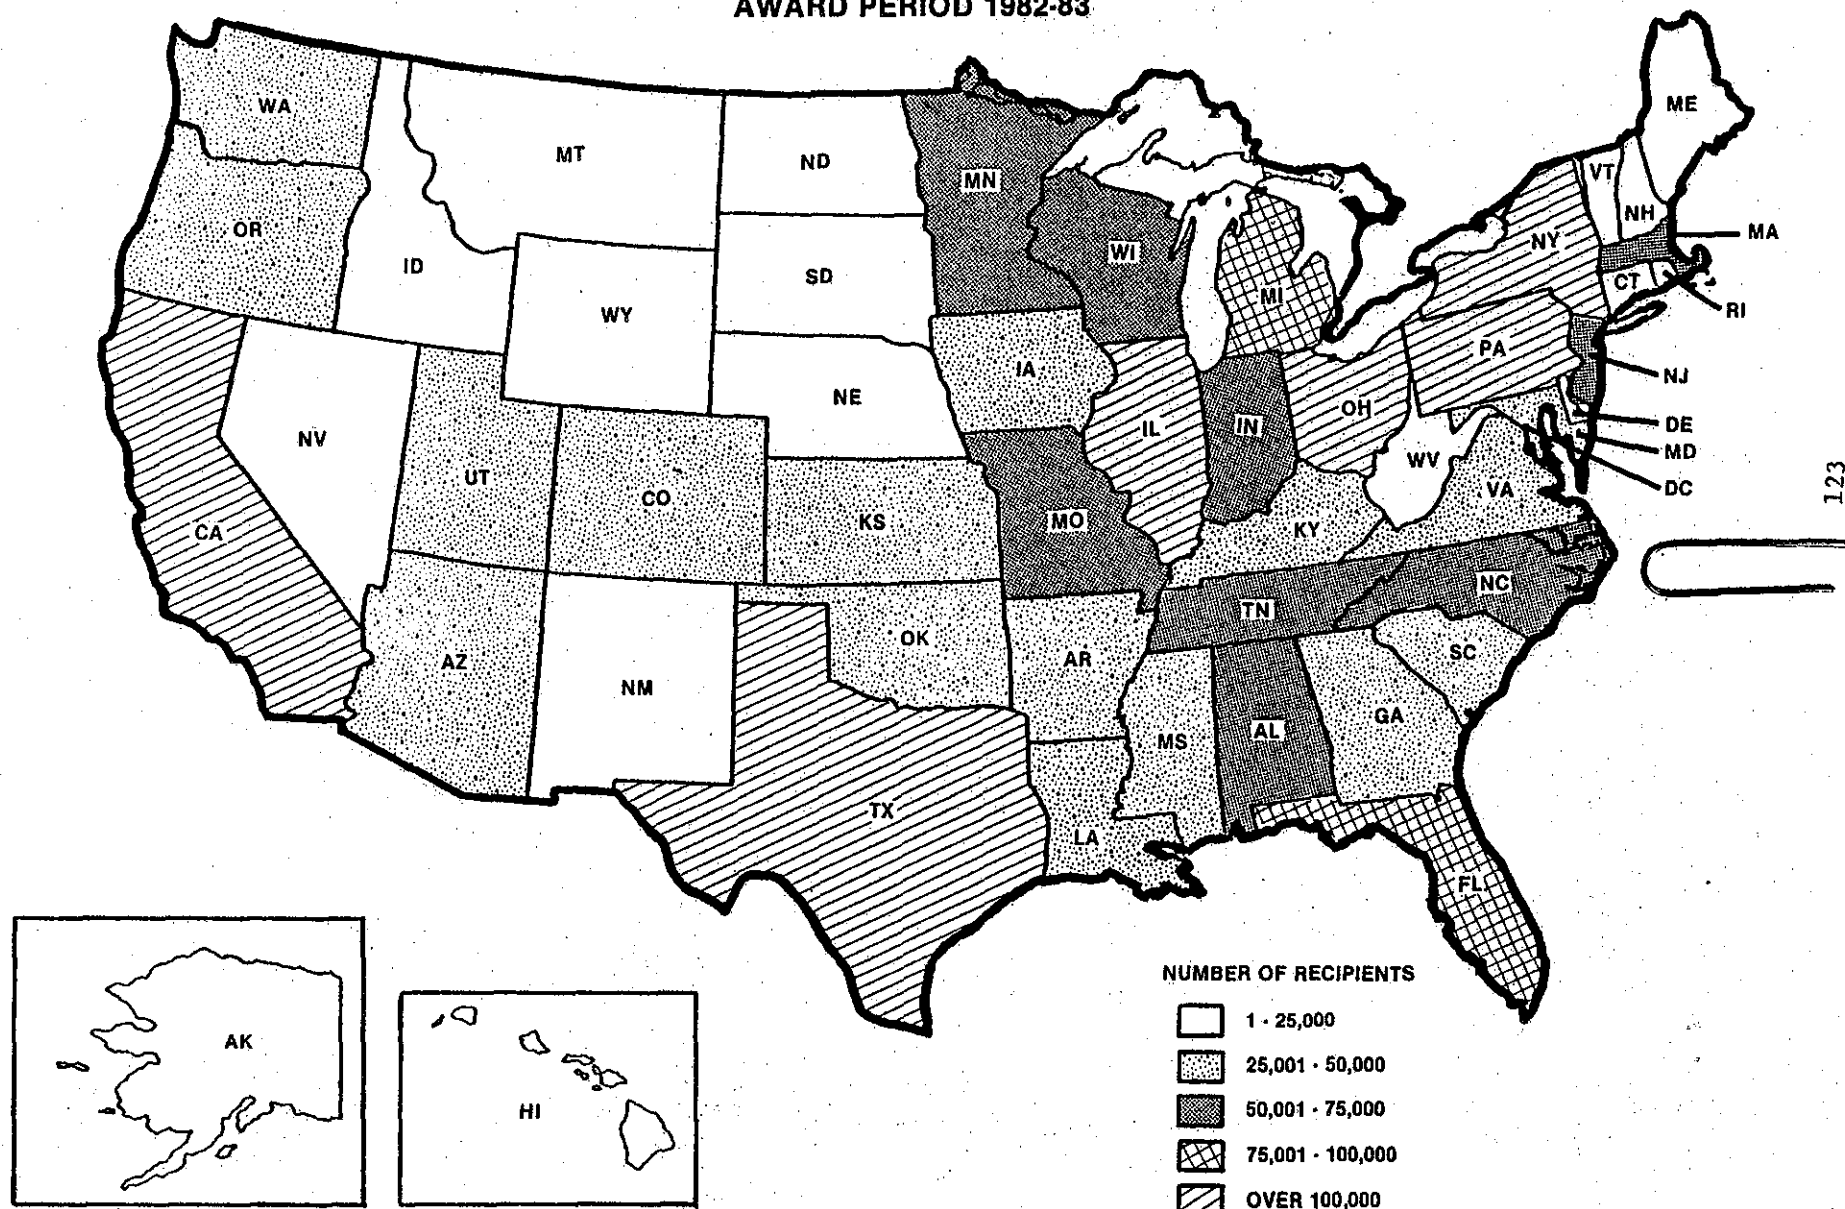 AWARD PERIOD 1982-83
WA
MT
ND
MN
ME
VT
NH
MA
OR
ID
SD
WI
NY
MI
CT
RI
WY
IA
PA
NJ
NE
OH
DE
NV
IL
IN
WV
MD
UT
CO
KS
MO
KY
VA
DC
123
CA
TN
NC
AZ
NM
OK
AR
SC
MS
AL
GA
TX
LA
FL
AK
HI
NUMBER OF RECIPIENTS
1 - 25,000
25,001 - 50,000
50,001 - 75,000
75,001 - 100,000
OVER 100,000